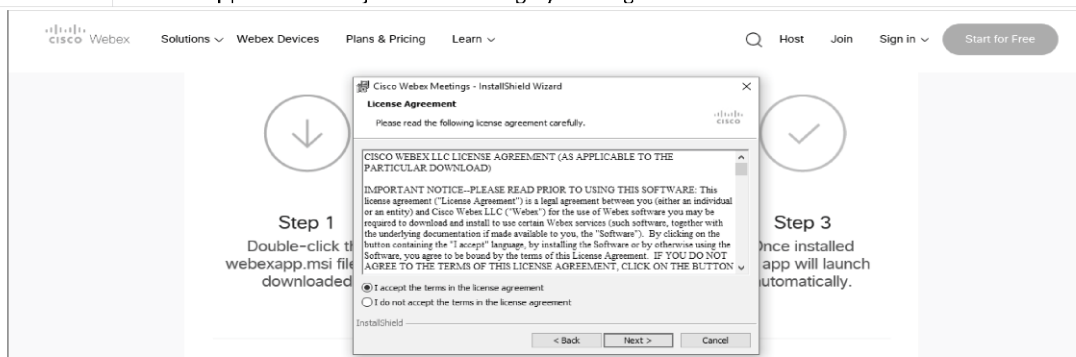 cisco Webex Solutions Webex Devices Plans & Pricing Learn Host Join Sign in Start for Free
Cisco Webex Meetings - InstallShield Wizard
License Agreement
Please read the following license agreement carefully.
cisco
CISCO WEBEX LLC LICENSE AGREEMENT (AS APPLICABLE TO THE
PARTICULAR DOWNLOAD)
IMPORTANT NOTICE--PLEASE READ PRIOR TO USING THIS SOFTWARE: This
license agreement ("License Agreement") is a legal agreement between you (either an individual
or an entity) and Cisco Webex LLC ("Webex") for the use of Webex software you may be
required to download and install to use certain Webex services (such software, together with
the underlying documentation if made available to you, the "Software"). By clicking on the
button containing the "I accept" language, by installing the Software or by otherwise using the
Software, you agree to be bound by the terms of this License Agreement. IF YOU DO NOT
AGREE TO THE TERMS OF THIS LICENSE AGREEMENT, CLICK ON THE BUTTON
I accept the terms in the license agreement
I do not accept the terms in the license agreement
InstallShield
< Back Next > Cancel
Step 1
Double-click
webexapp.msi
downloaded
Step 3
installed
app will launch
automatically.